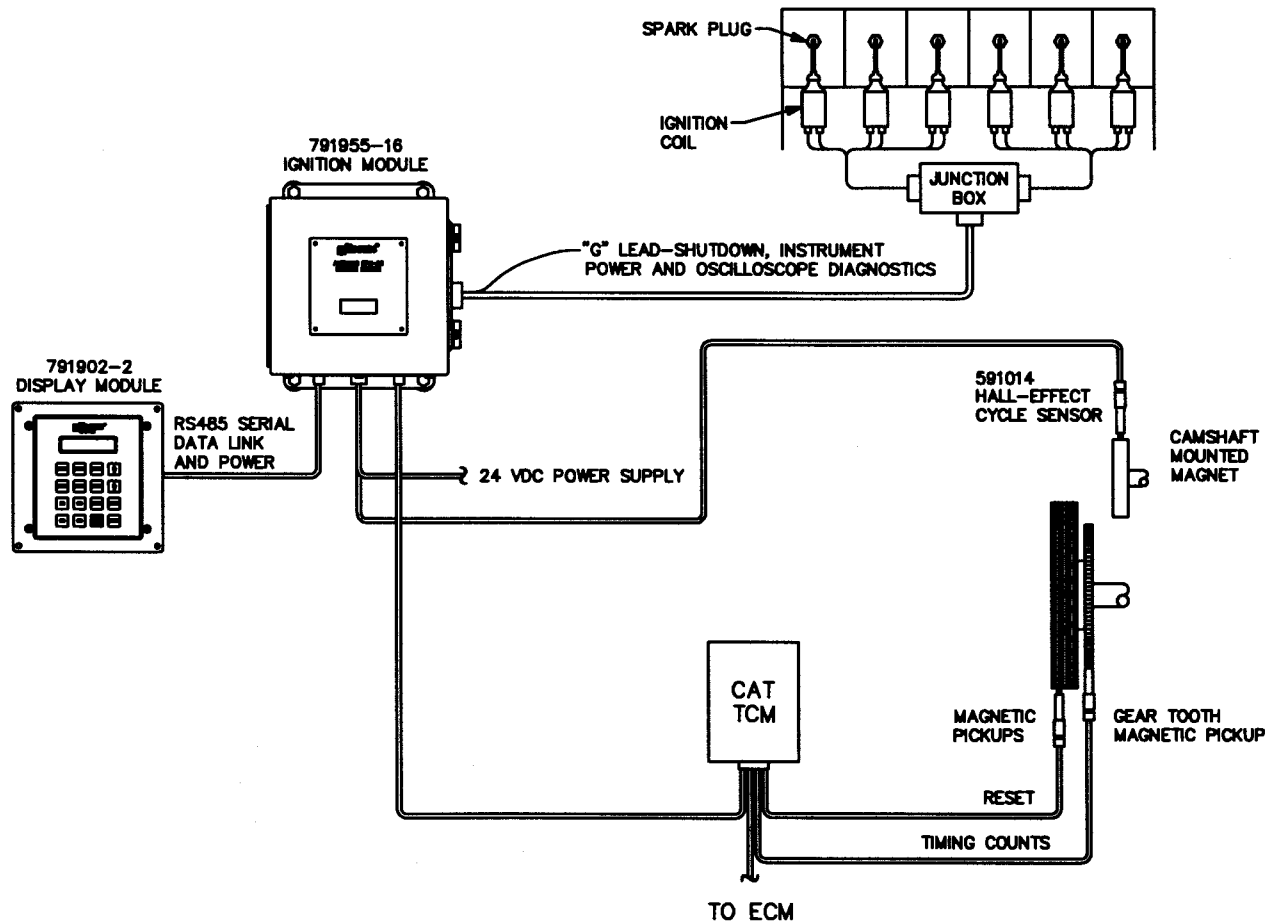 SPARK PLUG
IGNITION
COIL
791955-16
IGNITION MODULE
JUNCTION
BOX
"G" LEAD-SHUTDOWN, INSTRUMENT
POWER AND OSCILLOSCOPE DIAGNOSTICS
791902-2
DISPLAY MODULE
RS485 SERIAL
DATA LINK
AND POWER
591014
HALL-EFFECT
CYCLE SENSOR
CAMSHAFT
MOUNTED
MAGNET
24 VDC POWER SUPPLY
CAT
TCM
MAGNETIC
PICKUPS
GEAR TOOTH
MAGNETIC PICKUP
RESET
TIMING COUNTS
TO ECM